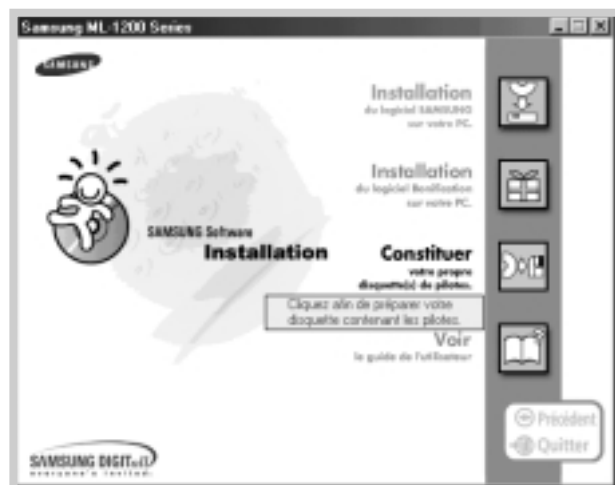 Samsung ML-1200 Series
SAMSUNG
Installation
du logiciel SAMSUNG
sur votre PC.
Installation
du logiciel Bonification
sur votre PC.
SAMSUNG Software
Installation
Constituer
votre propre
disquette(s) de pilotes.
Cliquez afin de préparer votre
disquette contenant les pilotes.
Voir
le guide de l'utilisateur
Précédent
Quitter
SAMSUNG DIGITall
everyone's invited.